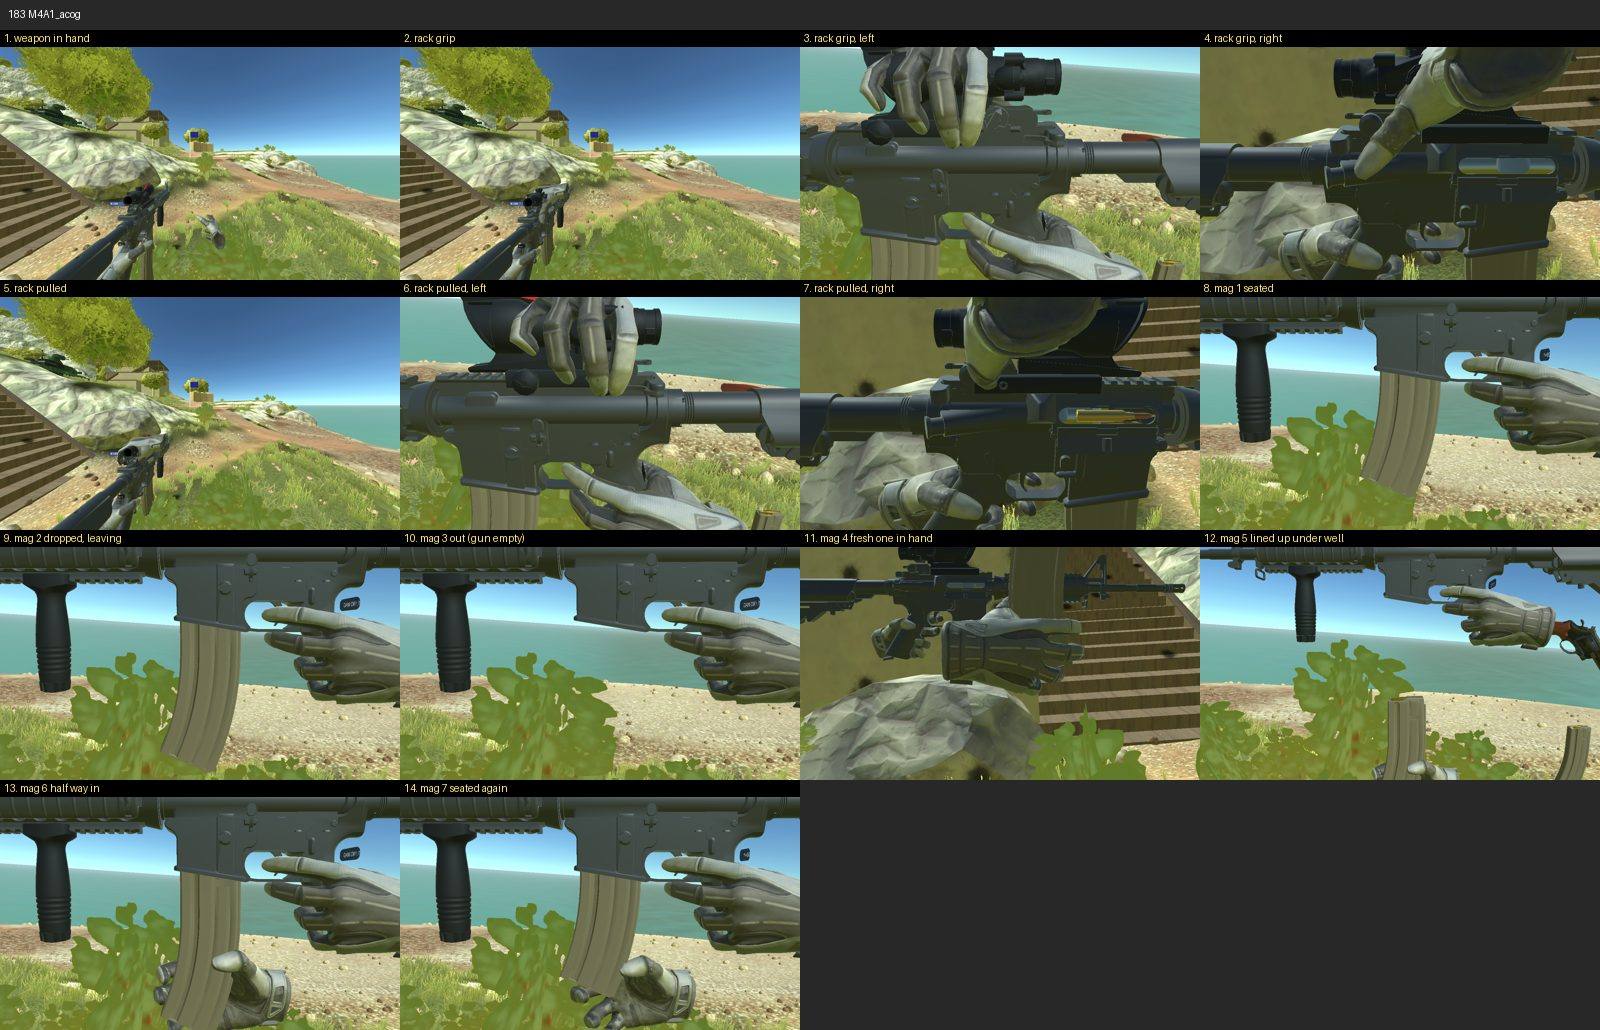 183 M4A1_acog
1. weapon in hand
2. rack grip
3. rack grip, left
4. rack grip, right
5. rack pulled
6. rack pulled, left
7. rack pulled, right
8. mag 1 seated
9. mag 2 dropped, leaving
10. mag 3 out (gun empty)
11. mag 4 fresh one in hand
12. mag 5 lined up under well
13. mag 6 half way in
14. mag 7 seated again